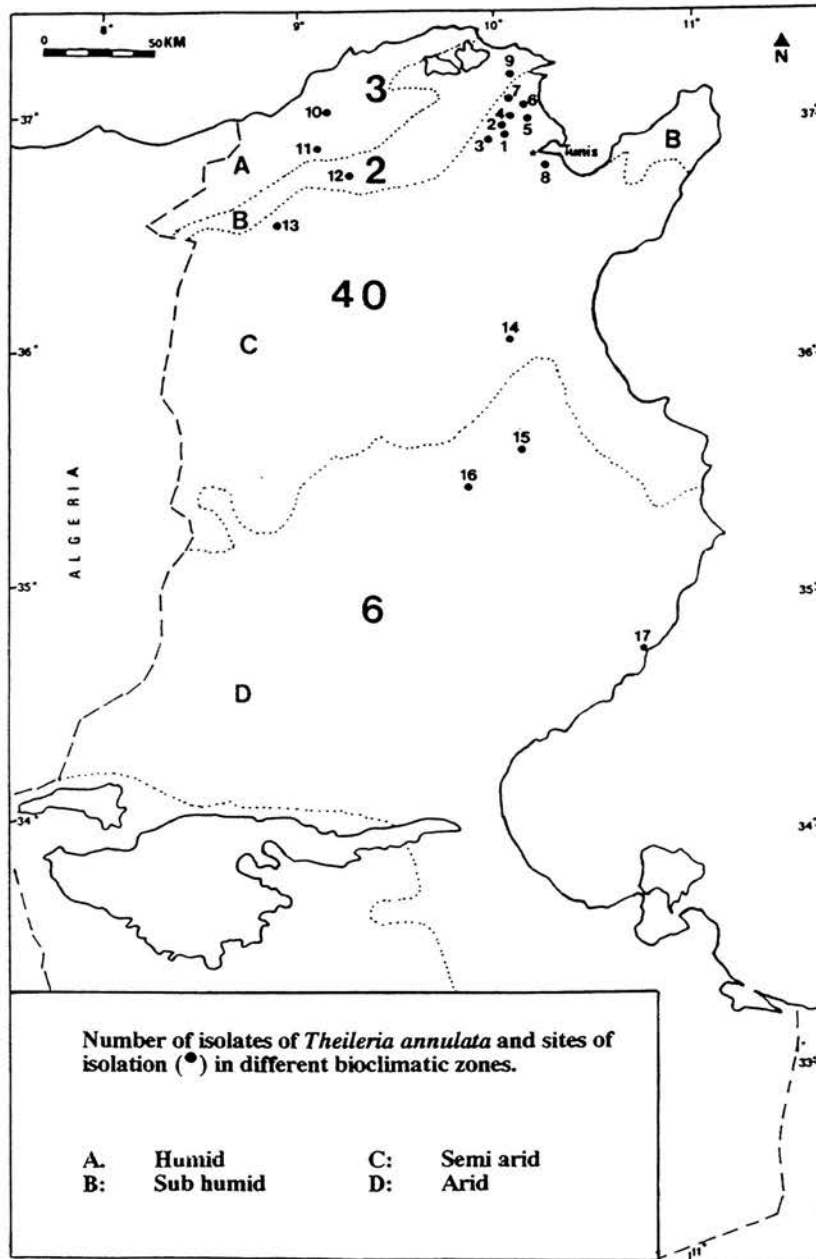 8° 9° 10° 11°
0 50 KM
N
37° 37°
3
9
10
7
6
4
2
5
3
1
11
A
12
2
Tunis
8
B
B
13
40
14
C
36° 36°
15
16
ALGERIA
35° 35°
6
17
D
34° 34°
Number of isolates of Theileria annulata and sites of
isolation (●) in different bioclimatic zones.
33°
A. Humid C: Semi arid
B: Sub humid D: Arid
11°